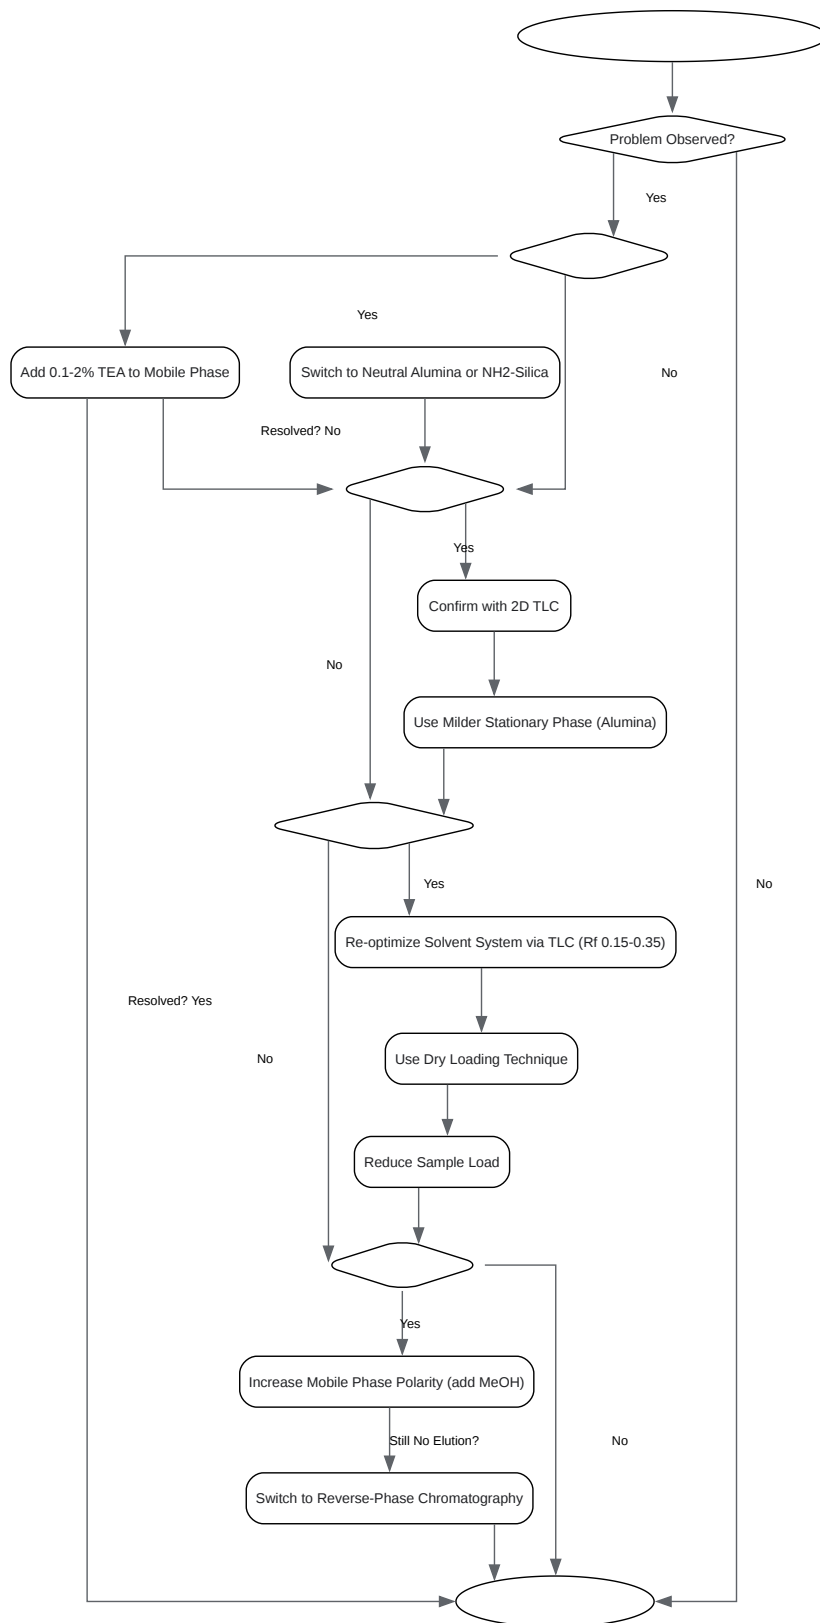 Problem Observed?
Yes
Yes
Add 0.1-2% TEA to Mobile Phase
Switch to Neutral Alumina or NH2-Silica
No
Resolved? No
Yes
Confirm with 2D TLC
No
Use Milder Stationary Phase (Alumina)
Yes
No
Re-optimize Solvent System via TLC (Rf 0.15-0.35)
Resolved? Yes
No
Use Dry Loading Technique
Reduce Sample Load
Yes
Increase Mobile Phase Polarity (add MeOH)
Still No Elution?
No
Switch to Reverse-Phase Chromatography